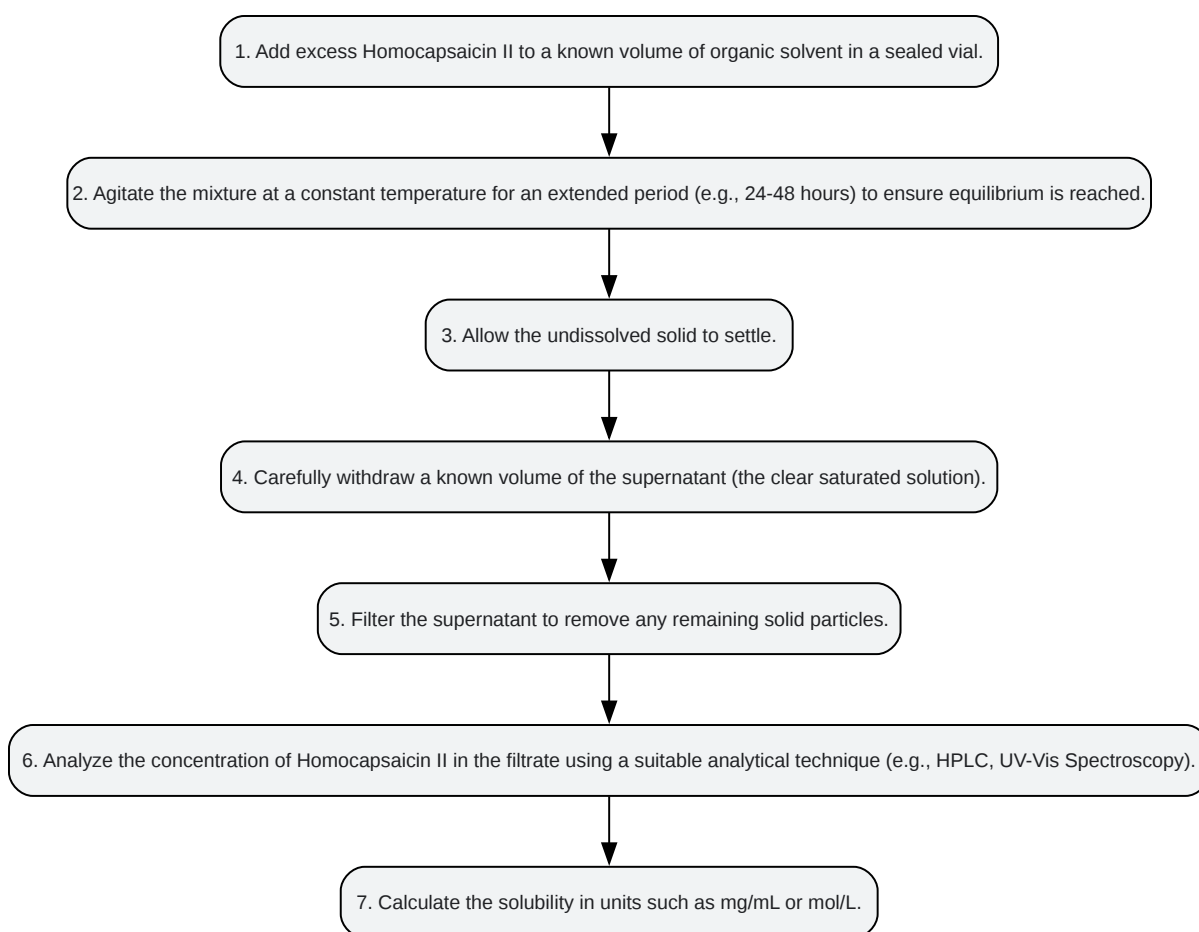 1. Add excess Homocapsaicin II to a known volume of organic solvent in a sealed vial.
2. Agitate the mixture at a constant temperature for an extended period (e.g., 24-48 hours) to ensure equilibrium is reached.
3. Allow the undissolved solid to settle.
4. Carefully withdraw a known volume of the supernatant (the clear saturated solution).
5. Filter the supernatant to remove any remaining solid particles.
6. Analyze the concentration of Homocapsaicin II in the filtrate using a suitable analytical technique (e.g., HPLC, UV-Vis Spectroscopy).
7. Calculate the solubility in units such as mg/mL or mol/L.